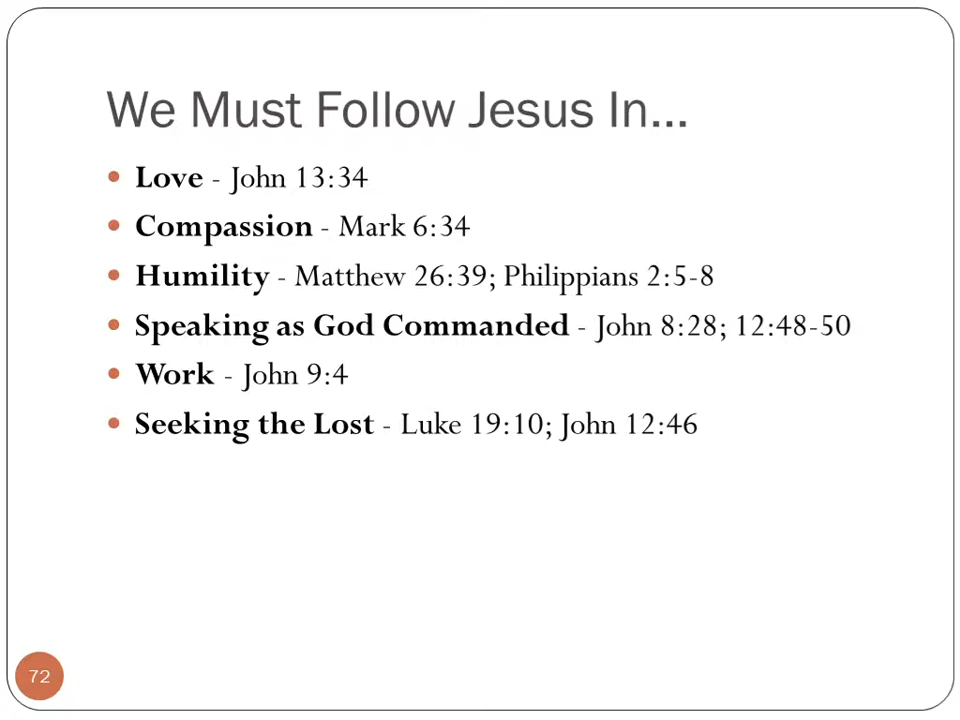 We Must Follow Jesus In...
• Love - John 13:34
• Compassion - Mark 6:34
• Humility - Matthew 26:39; Philippians 2:5-8
• Speaking as God Commanded - John 8:28; 12:48-50
• Work - John 9:4
• Seeking the Lost - Luke 19:10; John 12:46
72